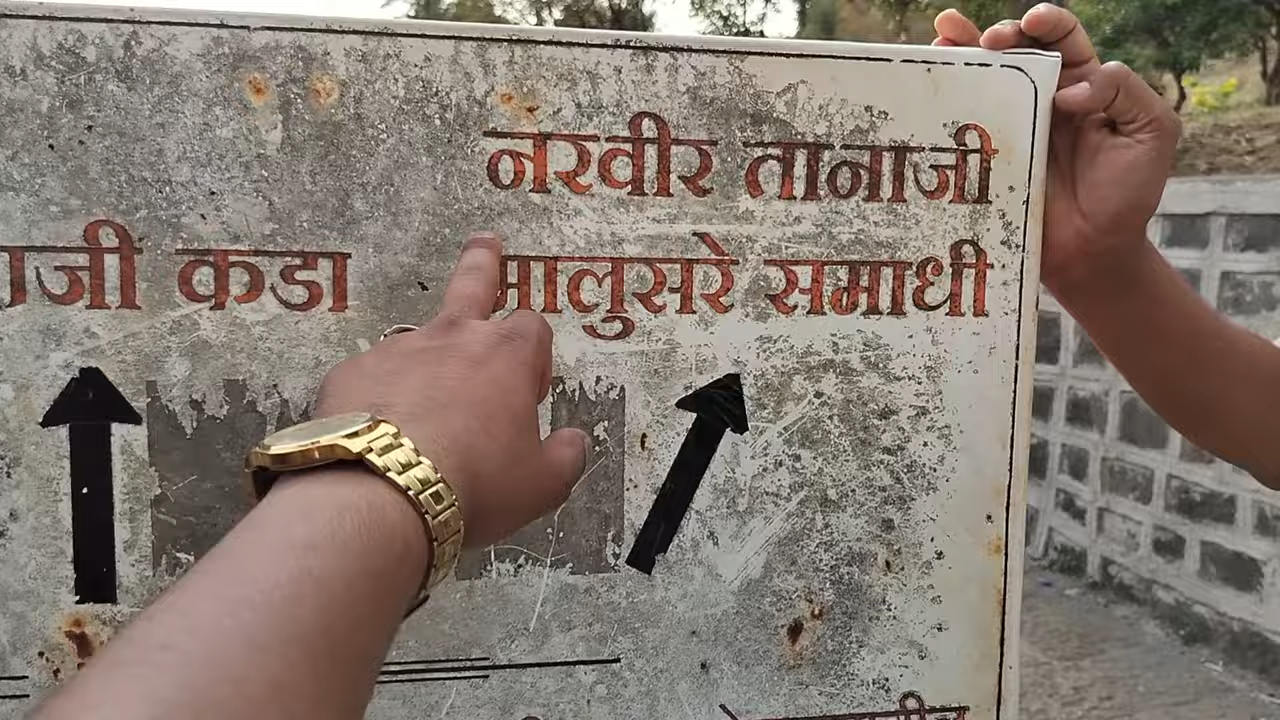 नरवीर तानाजी
मालुसरे समाधी
कडा